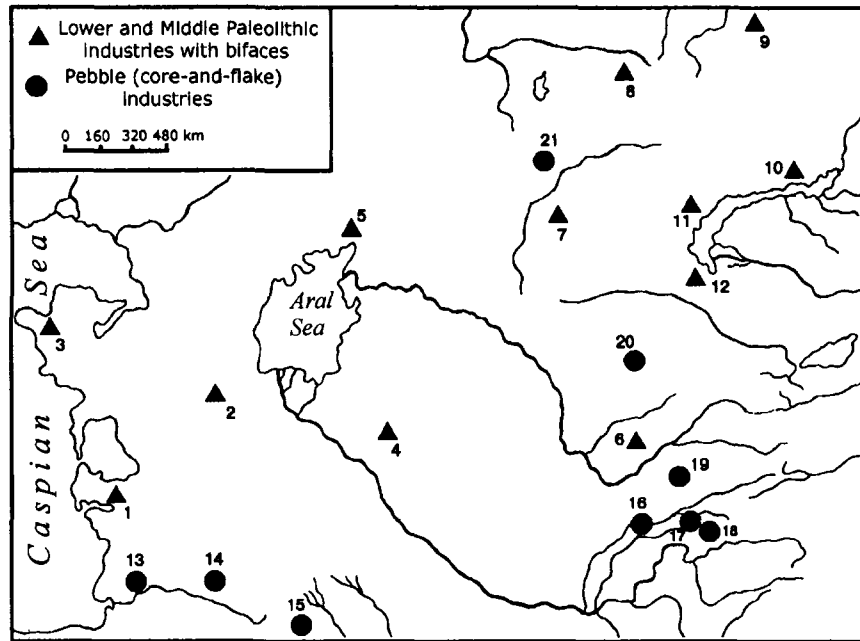 Lower and Middle Paleolithic
industries with bifaces
Pebble (core-and-flake)
industries
0 160 320 480 km
9
8
21
10
5
7
11
12
Aral
Sea
Caspian Sea
3
20
2
4
6
19
1
16
17
18
13
14
15